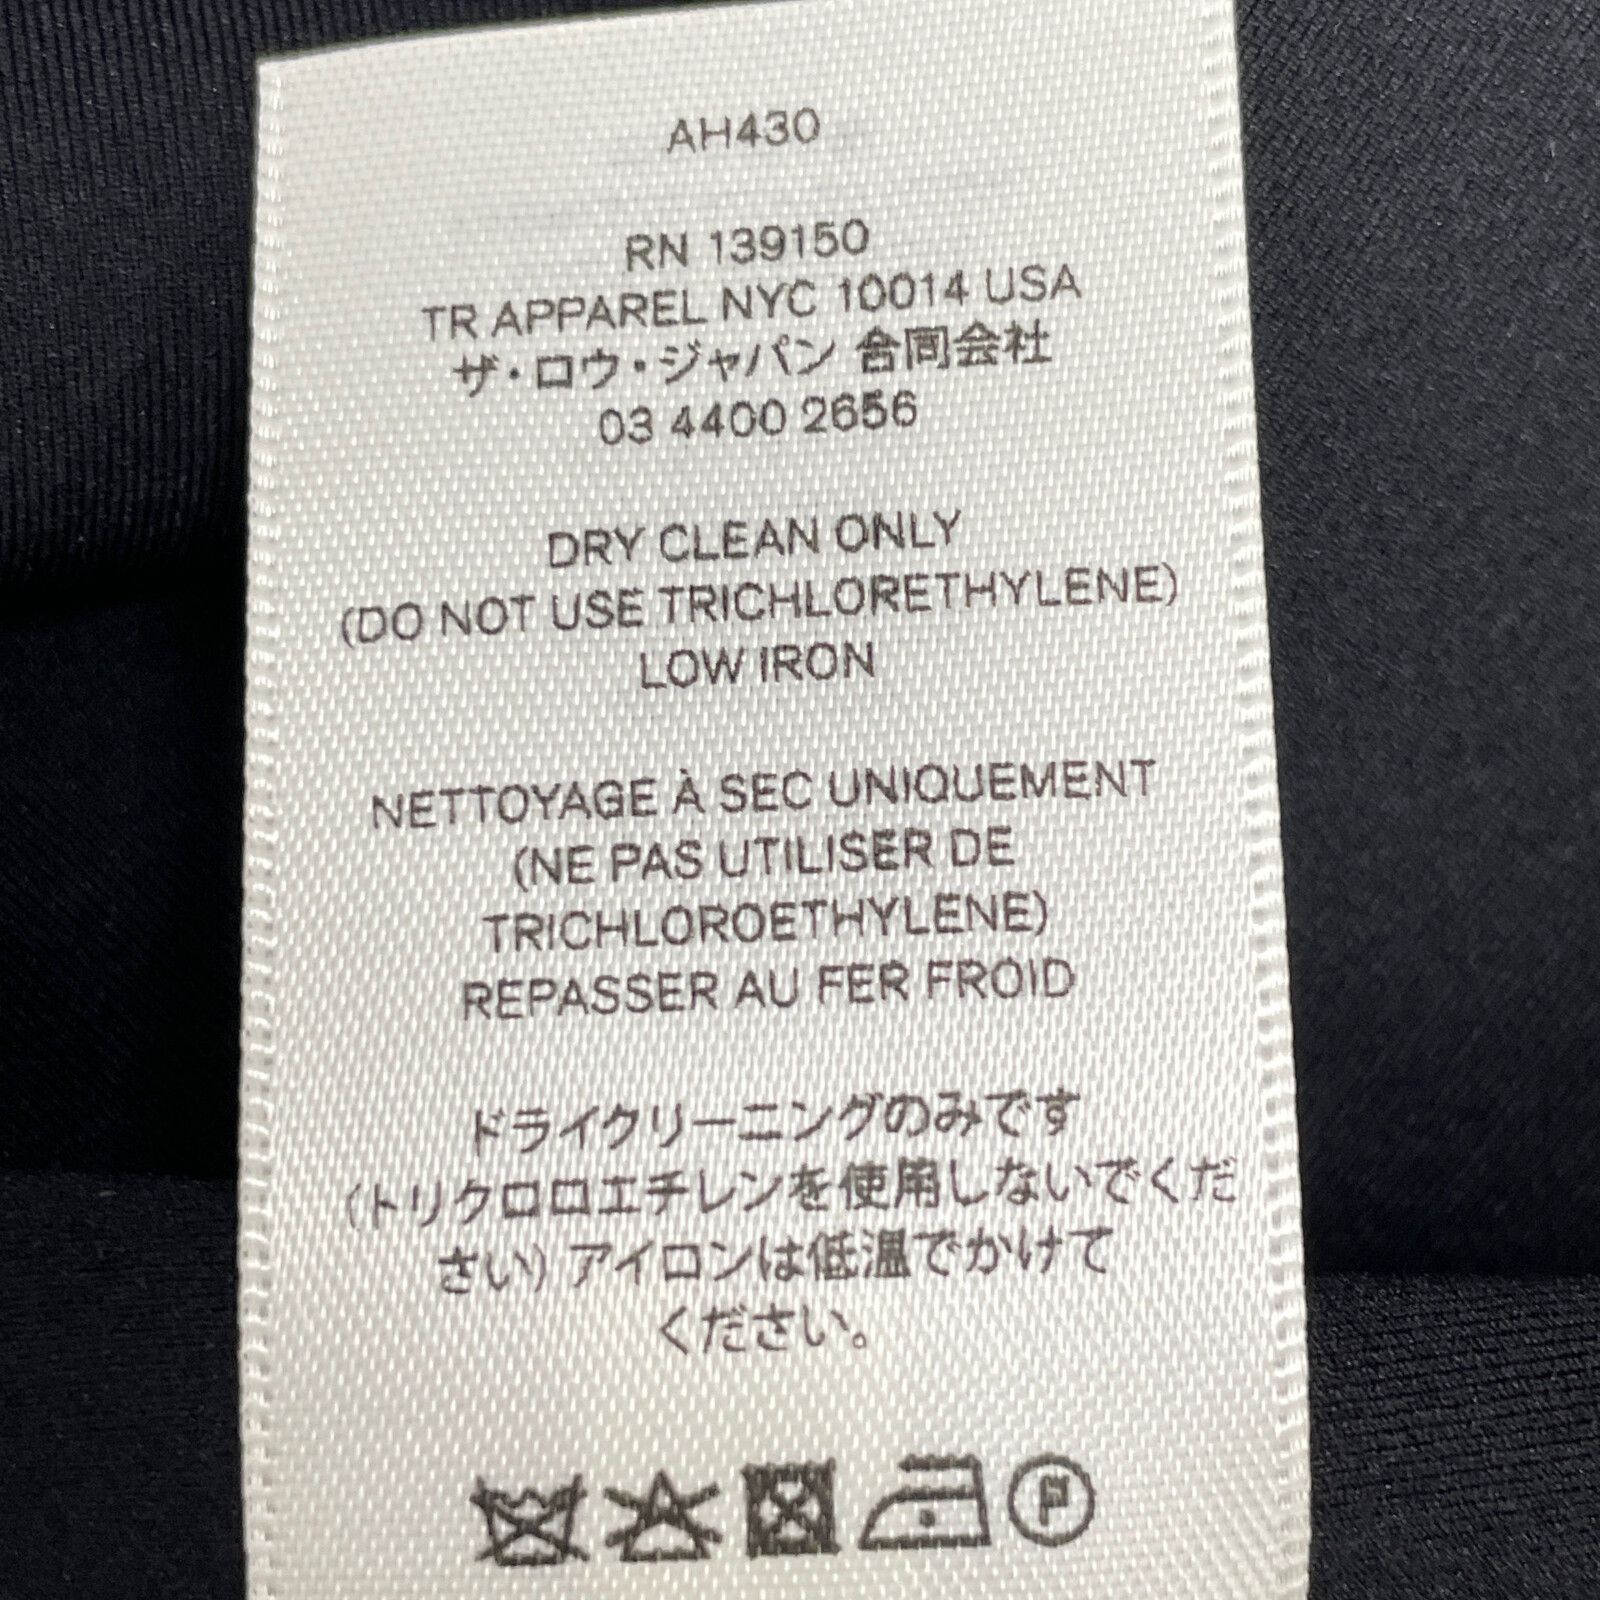 AH430
RN 139150
TR APPAREL NYC 10014 USA
ザ・ロウ・ジャパン 合同会社
03 4400 2656
DRY CLEAN ONLY
(DO NOT USE TRICHLORETHYLENE)
LOW IRON
NETTOYAGE À SEC UNIQUEMENT
(NE PAS UTILISER DE
TRICHLOROETHYLENE)
REPASSER AU FER FROID
ドライクリーニングのみです
(トリクロロエチレンを使用しないでくだ
さい) アイロンは低温でかけて
ください。
P